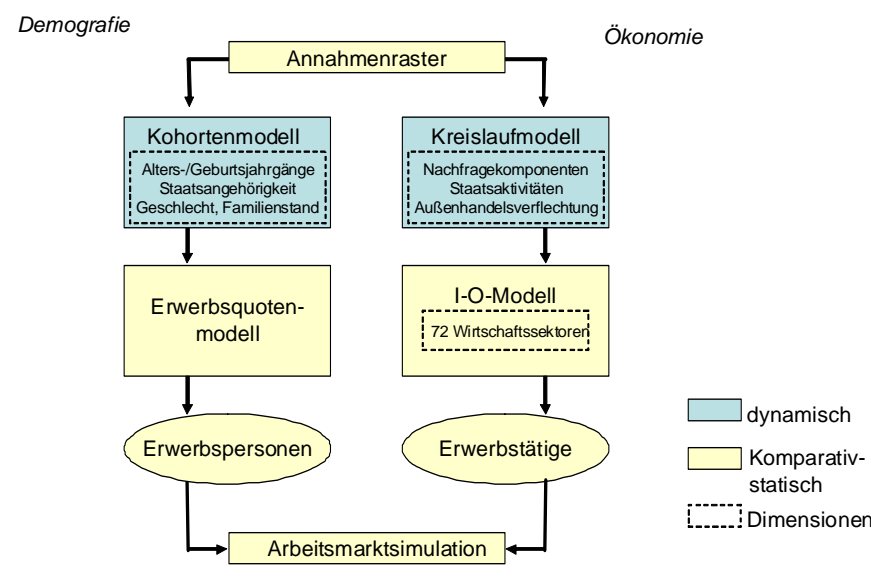 Demografie
Ökonomie
Annahmenraster
Kohortenmodell
Alters-/Geburtsjahrgänge
Staatsangehörigkeit
Geschlecht, Familienstand
Kreislaufmodell
Nachfragekomponenten
Staatsaktivitäten
Außenhandelsverflechtung
Erwerbsquoten-
modell
I-O-Modell
72 Wirtschaftssektoren
Erwerbspersonen
Erwerbstätige
Arbeitsmarktsimulation
dynamisch
Komparativ-
statisch
Dimensionen